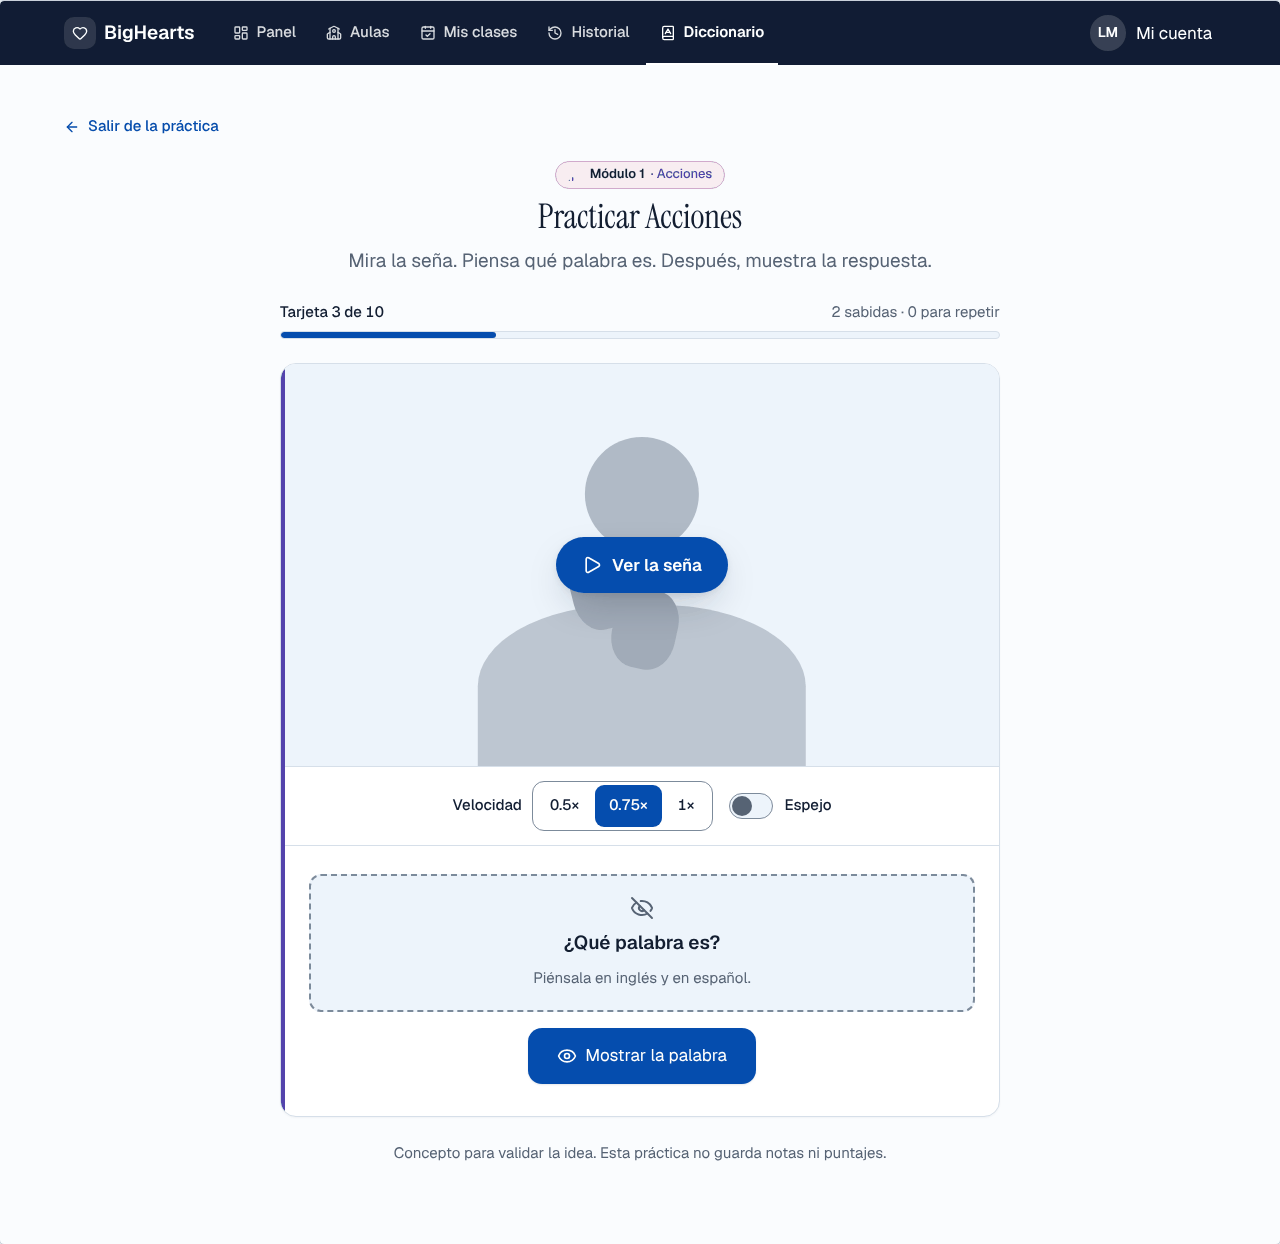 BigHearts
Panel
Aulas
Mis clases
Historial
Diccionario
LM
Mi cuenta
Salir de la práctica
Módulo 1 · Acciones
Practicar Acciones
Mira la seña. Piensa qué palabra es. Después, muestra la respuesta.
Tarjeta 3 de 10
2 sabidas · 0 para repetir
Ver la seña
Velocidad
0.5×
0.75×
1×
Espejo
¿Qué palabra es?
Piénsala en inglés y en español.
Mostrar la palabra
Concepto para validar la idea. Esta práctica no guarda notas ni puntajes.